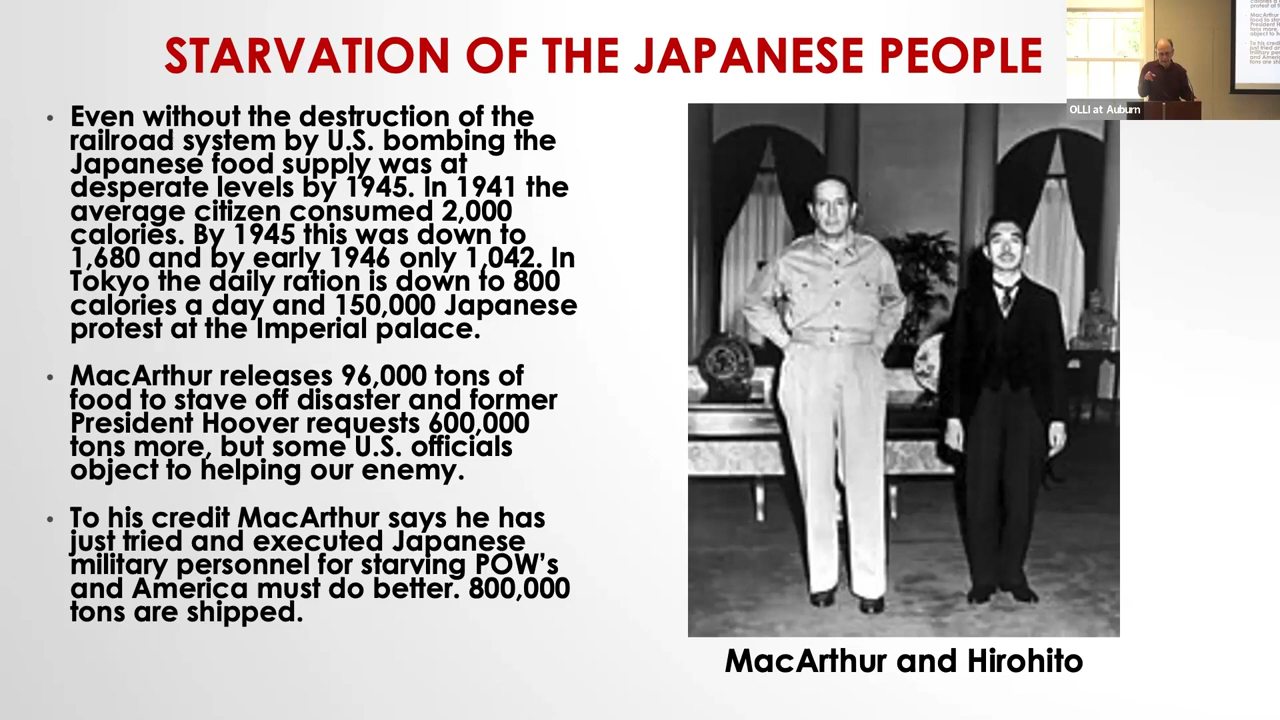 STARVATION OF THE JAPANESE PEOPLE
OLLI at Auburn
• Even without the destruction of the
railroad system by U.S. bombing the
Japanese food supply was at
desperate levels by 1945. In 1941 the
average citizen consumed 2,000
calories. By 1945 this was down to
1,680 and by early 1946 only 1,042. In
Tokyo the daily ration is down to 800
calories a day and 150,000 Japanese
protest at the Imperial palace.
• MacArthur releases 96,000 tons of
food to stave off disaster and former
President Hoover requests 600,000
tons more, but some U.S. officials
object to helping our enemy.
• To his credit MacArthur says he has
just tried and executed Japanese
military personnel for starving POW’s
and America must do better. 800,000
tons are shipped.
MacArthur and Hirohito